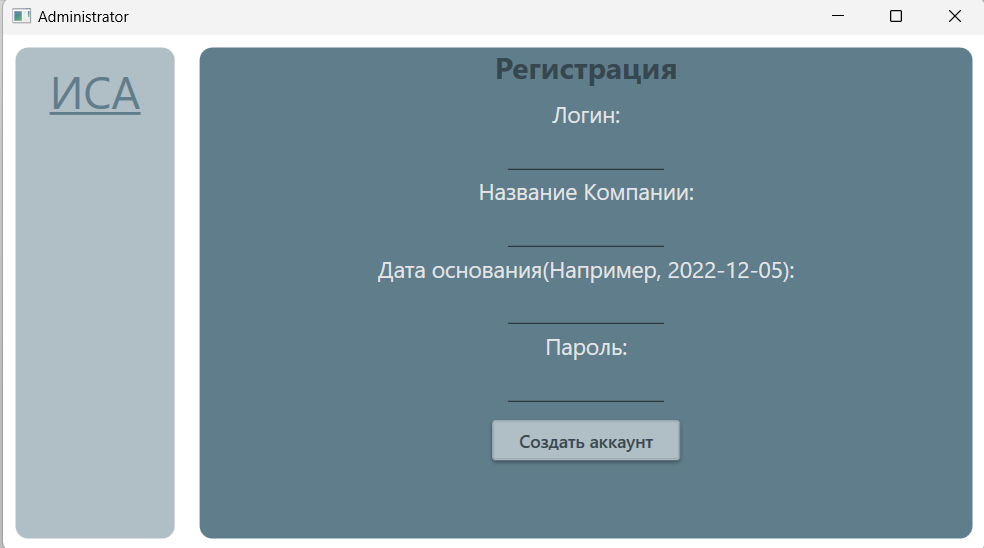 Administrator
ИСА
Регистрация
Логин:
Название Компании:
Дата основания(Например, 2022-12-05):
Пароль:
Создать аккаунт